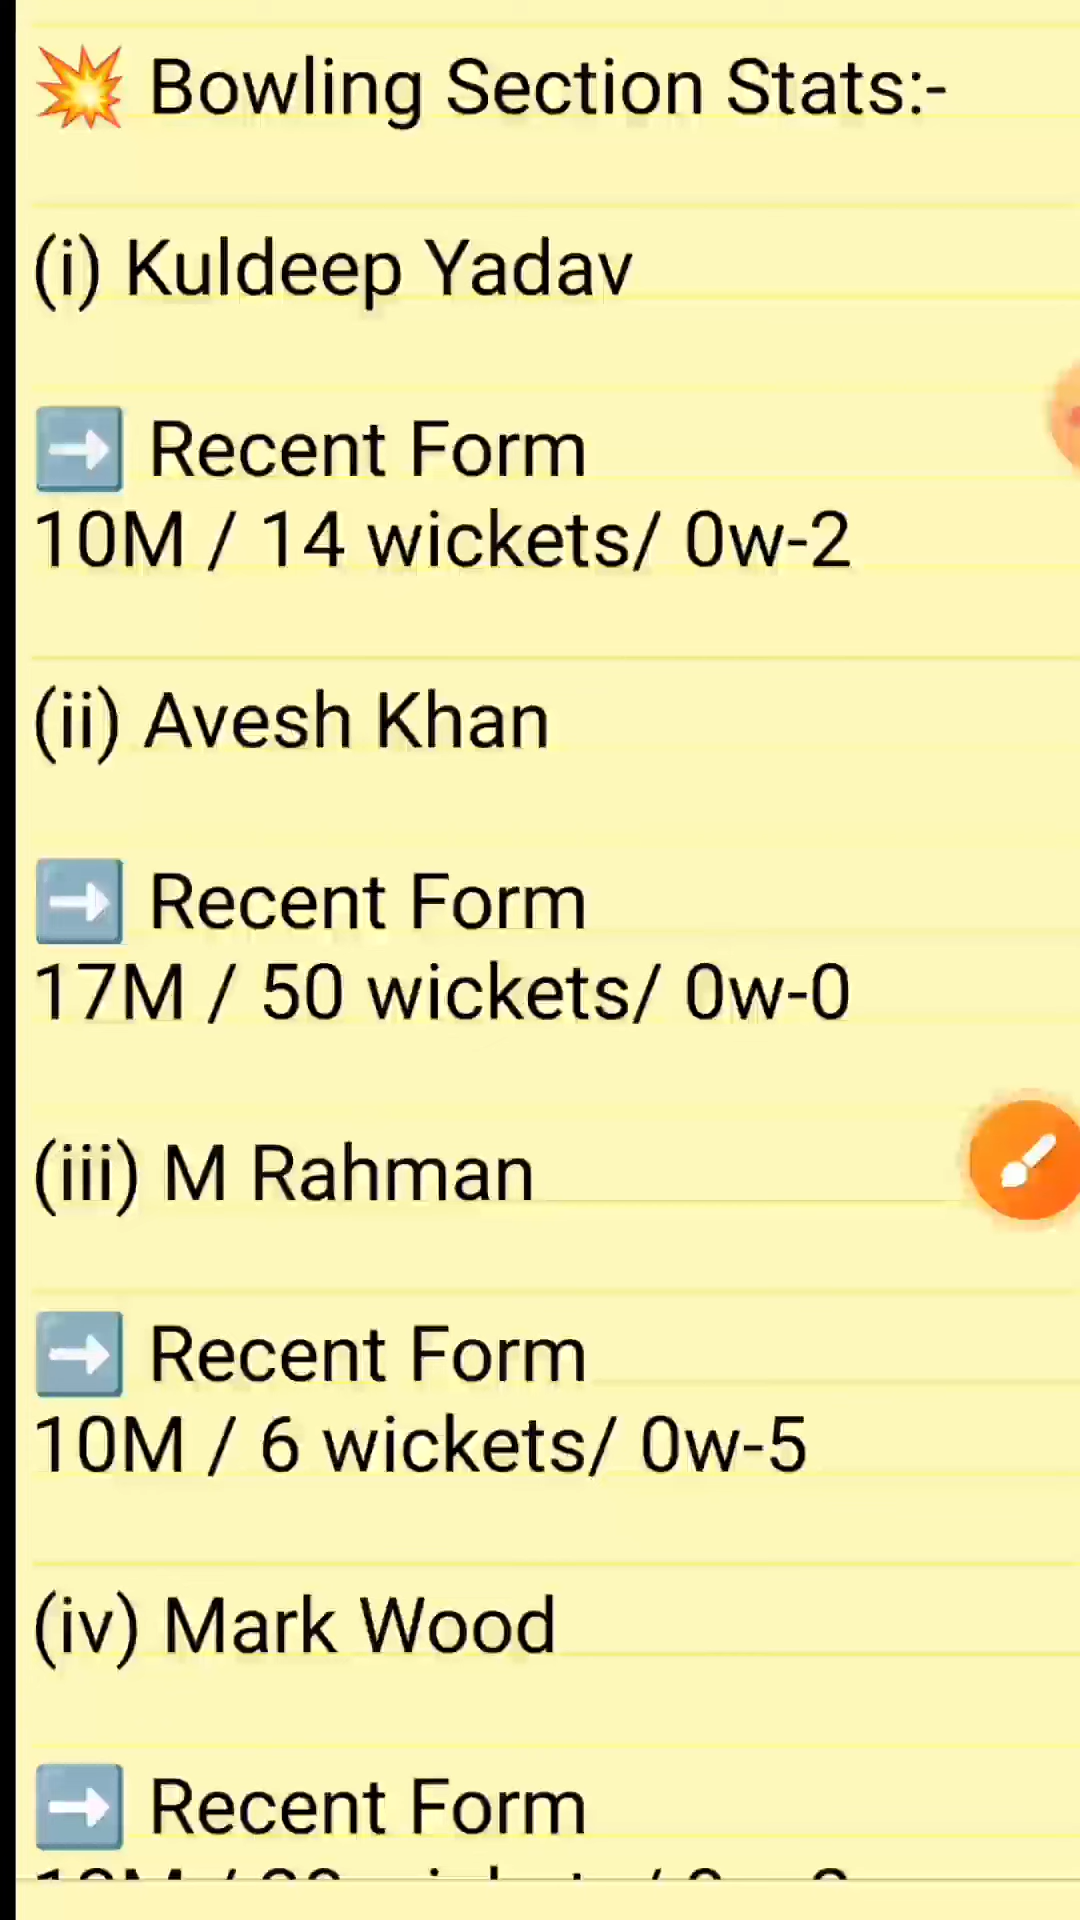 💥 Bowling Section Stats:-
(i) Kuldeep Yadav
➡️ Recent Form
10M / 14 wickets/ 0w-2
(ii) Avesh Khan
➡️ Recent Form
17M / 50 wickets/ 0w-0
(iii) M Rahman
➡️ Recent Form
10M / 6 wickets/ 0w-5
(iv) Mark Wood
➡️ Recent Form